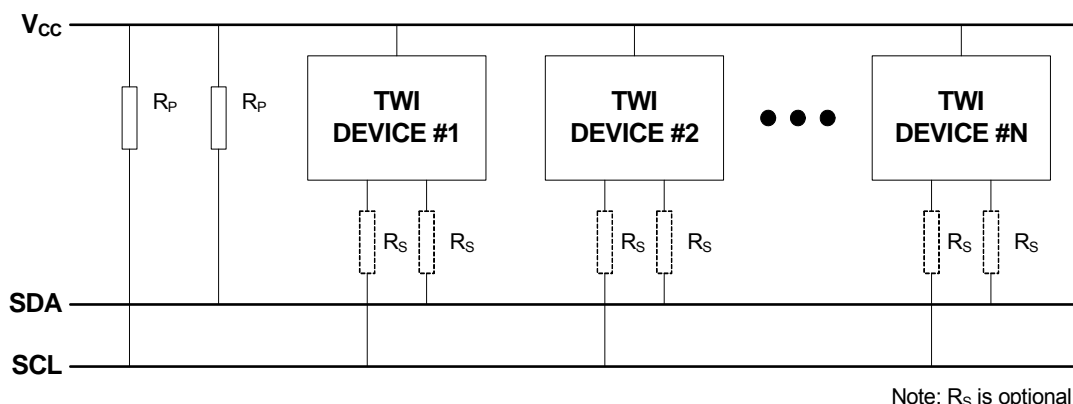 VCC
RP RP
TWI DEVICE #1
TWI DEVICE #2
TWI DEVICE #N
RS RS RS RS RS RS
SDA
SCL
Note: RS is optional